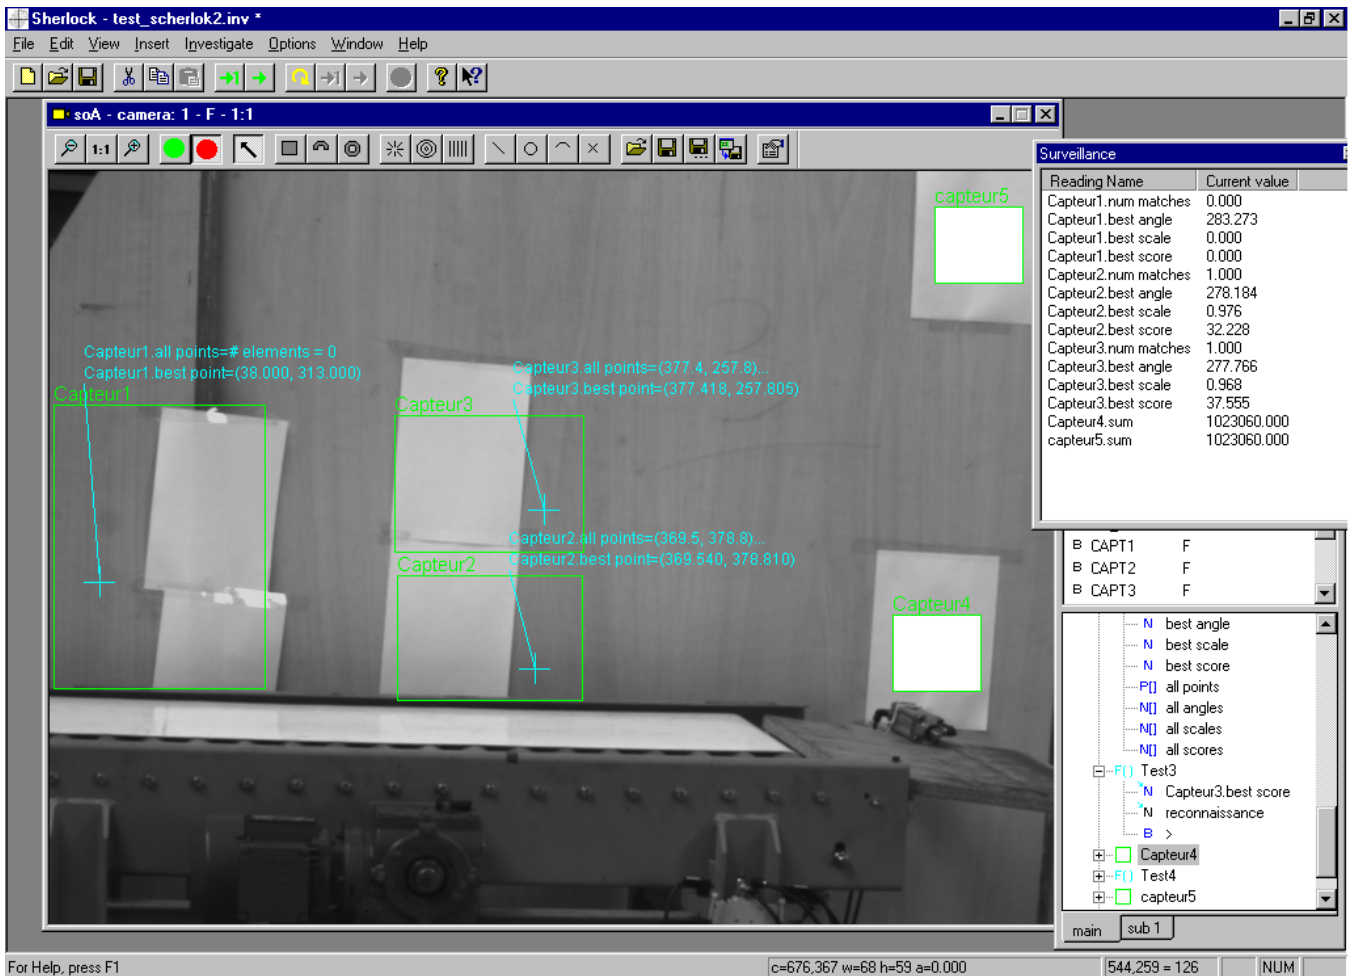 Sherlock - test_scherlok2.inv *
File Edit View Insert Investigate Options Window Help
soA - camera: 1 - F - 1:1
1:1
capteur5
Capteur1.all points=# elements = 0
Capteur1.best point=(38.000, 313.000)
Capteur1
Capteur3.all points=(377.4, 257.8)...
Capteur3.best point=(377.418, 257.805)
Capteur3
Capteur2.all points=(369.5, 378.8)...
Capteur2.best point=(369.540, 378.810)
Capteur2
Capteur4
Surveillance
Reading Name Current value
Capteur1.num matches 0.000
Capteur1.best angle 283.273
Capteur1.best scale 0.000
Capteur1.best score 0.000
Capteur2.num matches 1.000
Capteur2.best angle 278.184
Capteur2.best scale 0.976
Capteur2.best score 32.228
Capteur3.num matches 1.000
Capteur3.best angle 277.766
Capteur3.best scale 0.968
Capteur3.best score 37.555
Capteur4.sum 1023060.000
capteur5.sum 1023060.000
B CAPT1 F
B CAPT2 F
B CAPT3 F
N best angle
N best scale
N best score
P[] all points
N[] all angles
N[] all scales
N[] all scores
F() Test3
N Capteur3.best score
N reconnaissance
B >
Capteur4
F() Test4
capteur5
main sub 1
For Help, press F1 c=676,367 w=68 h=59 a=0.000 544,259 = 126 NUM